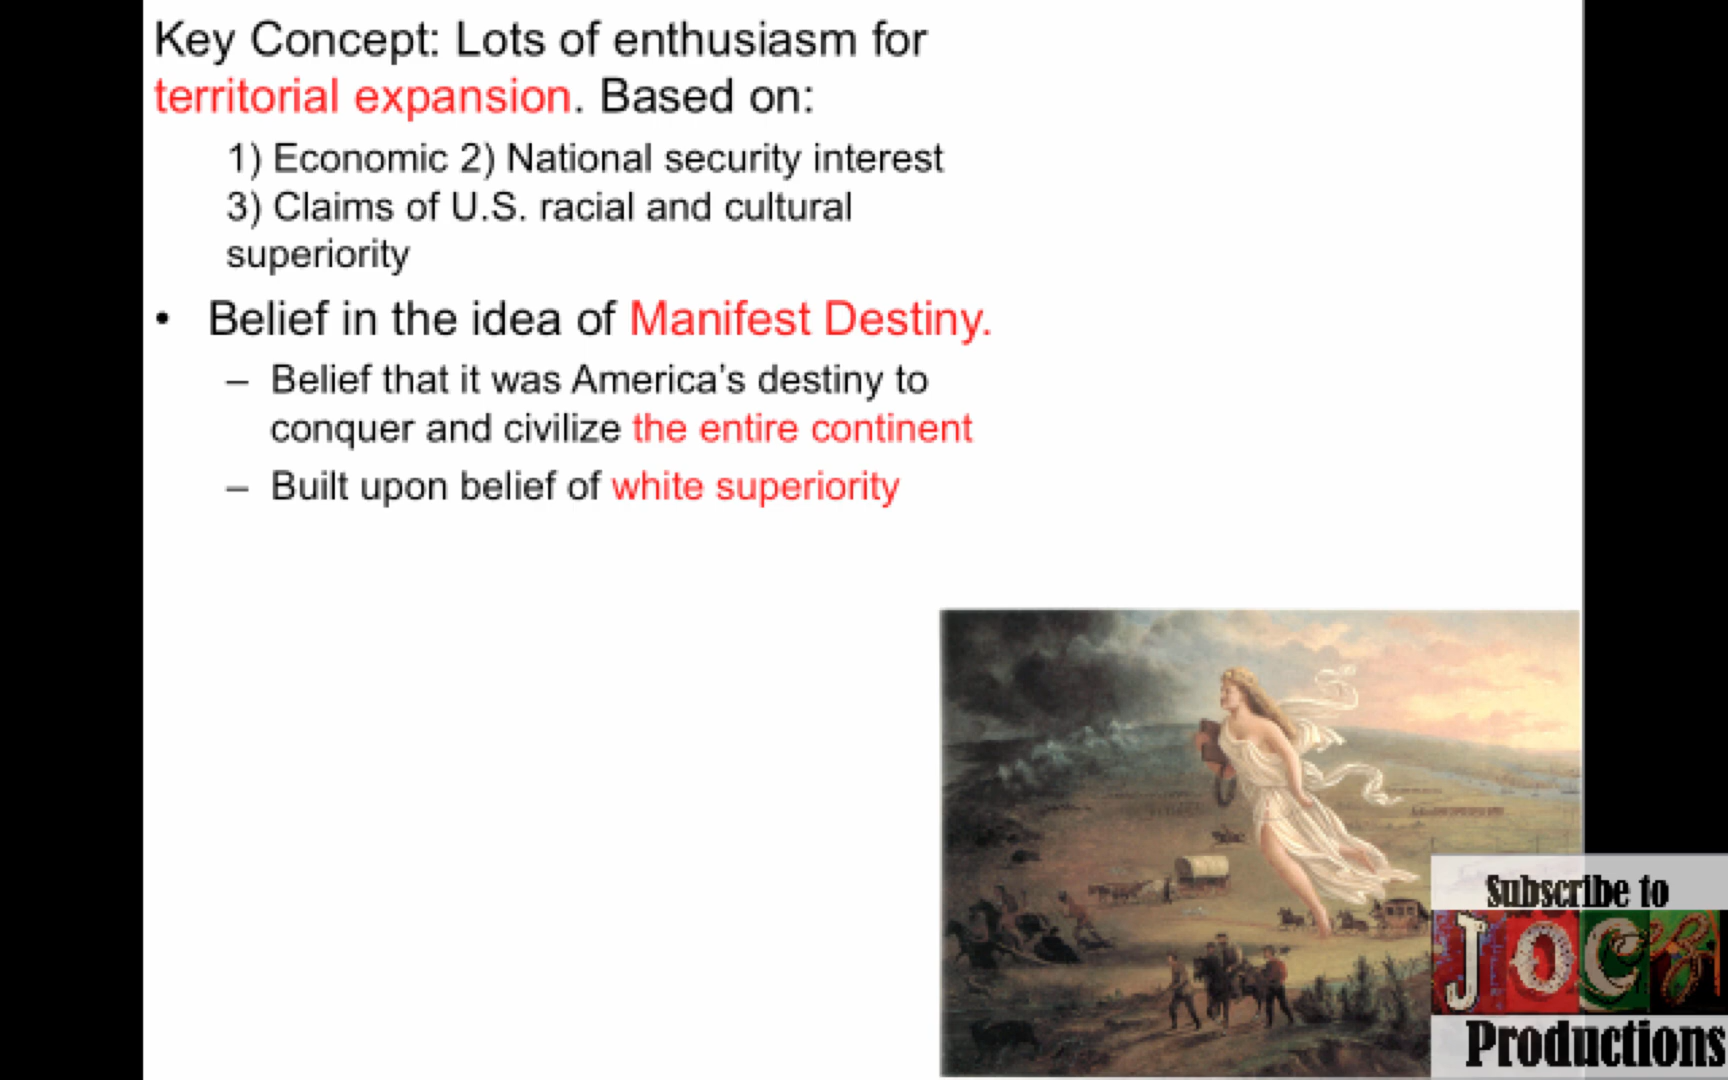 Key Concept: Lots of enthusiasm for
territorial expansion. Based on:
1) Economic 2) National security interest
3) Claims of U.S. racial and cultural
superiority
• Belief in the idea of Manifest Destiny.
– Belief that it was America's destiny to
conquer and civilize the entire continent
– Built upon belief of white superiority
Subscribe to
JOCZ
Productions